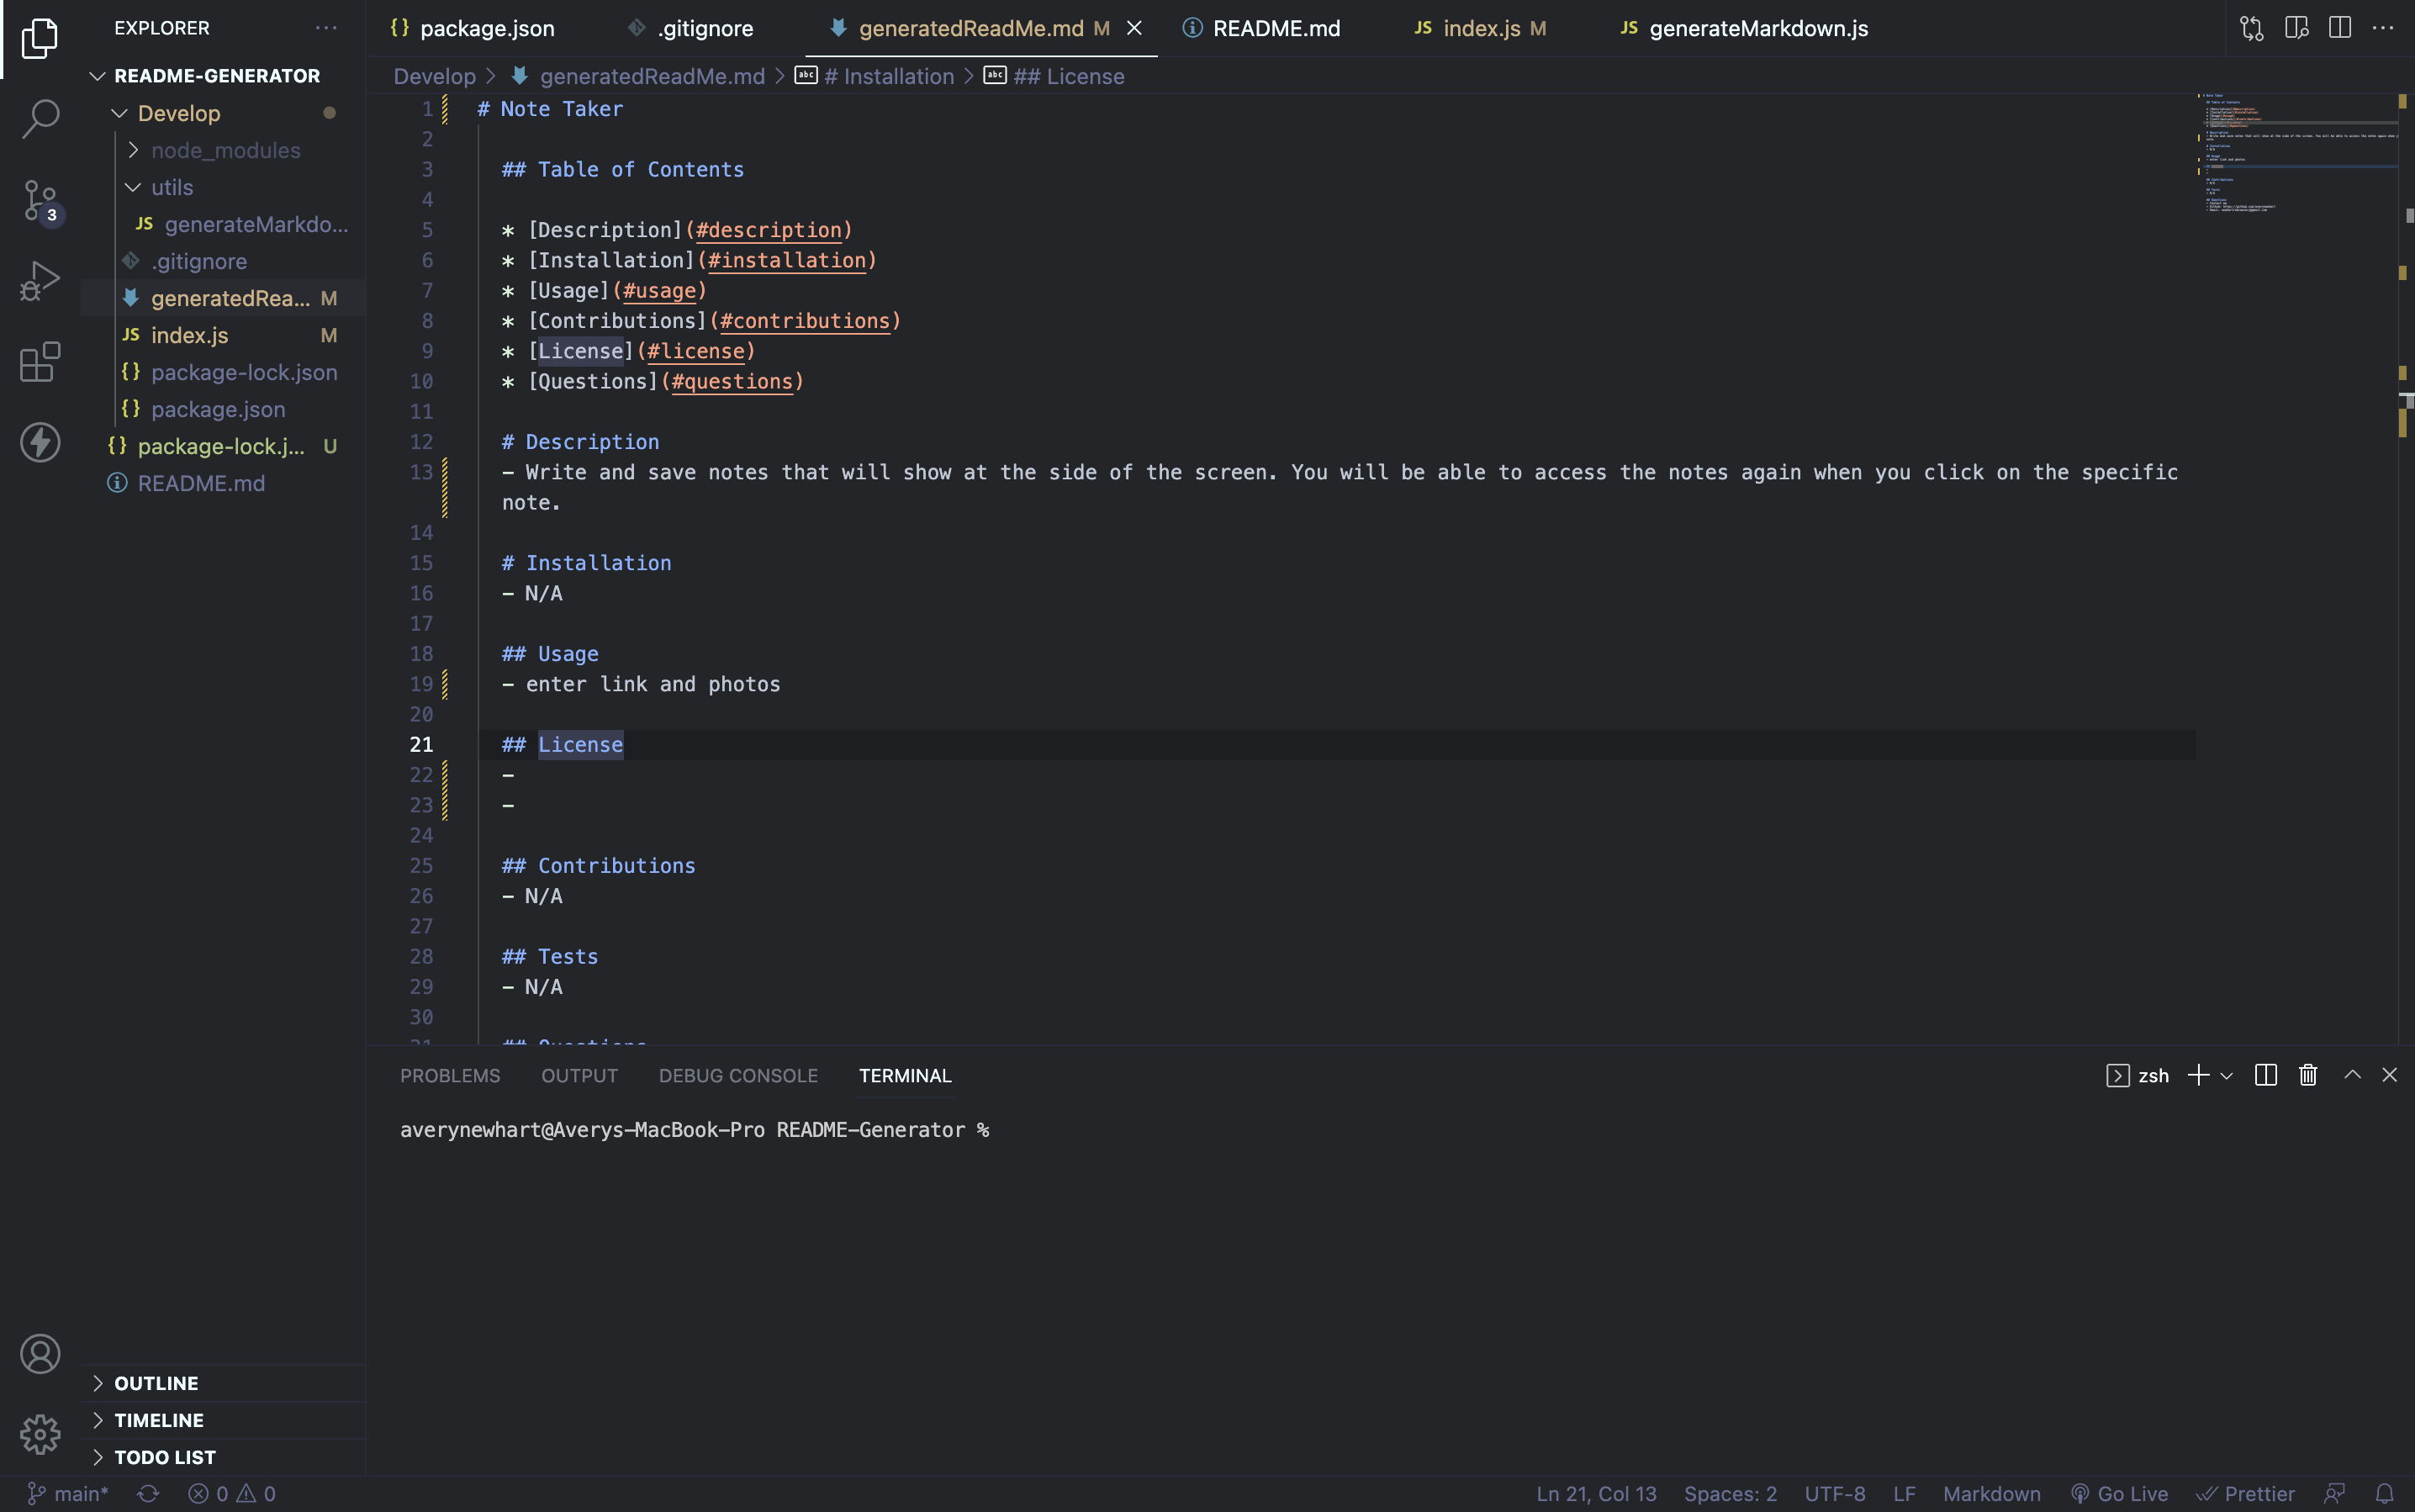 EXPLORER
README-GENERATOR
Develop
node_modules
utils
JS generateMarkdo...
.gitignore
generatedRea... M
JS index.js M
{} package-lock.json
{} package.json
{} package-lock.j... U
README.md
3
OUTLINE
TIMELINE
TODO LIST
{} package.json
.gitignore
generatedReadMe.md M
README.md
JS index.js M
JS generateMarkdown.js
Develop > generatedReadMe.md > abc # Installation > abc ## License
1 # Note Taker
2
3 ## Table of Contents
4
5 * [Description](#description)
6 * [Installation](#installation)
7 * [Usage](#usage)
8 * [Contributions](#contributions)
9 * [License](#license)
10 * [Questions](#questions)
11
12 # Description
13 - Write and save notes that will show at the side of the screen. You will be able to access the notes again when you click on the specific
note.
14
15 # Installation
16 - N/A
17
18 ## Usage
19 - enter link and photos
20
21 ## License
22 -
23 -
24
25 ## Contributions
26 - N/A
27
28 ## Tests
29 - N/A
30
31 ## Questions
PROBLEMS OUTPUT DEBUG CONSOLE TERMINAL
zsh
averynewhart@Averys-MacBook-Pro README-Generator %
main* 0 0
Ln 21, Col 13 Spaces: 2 UTF-8 LF Markdown Go Live Prettier